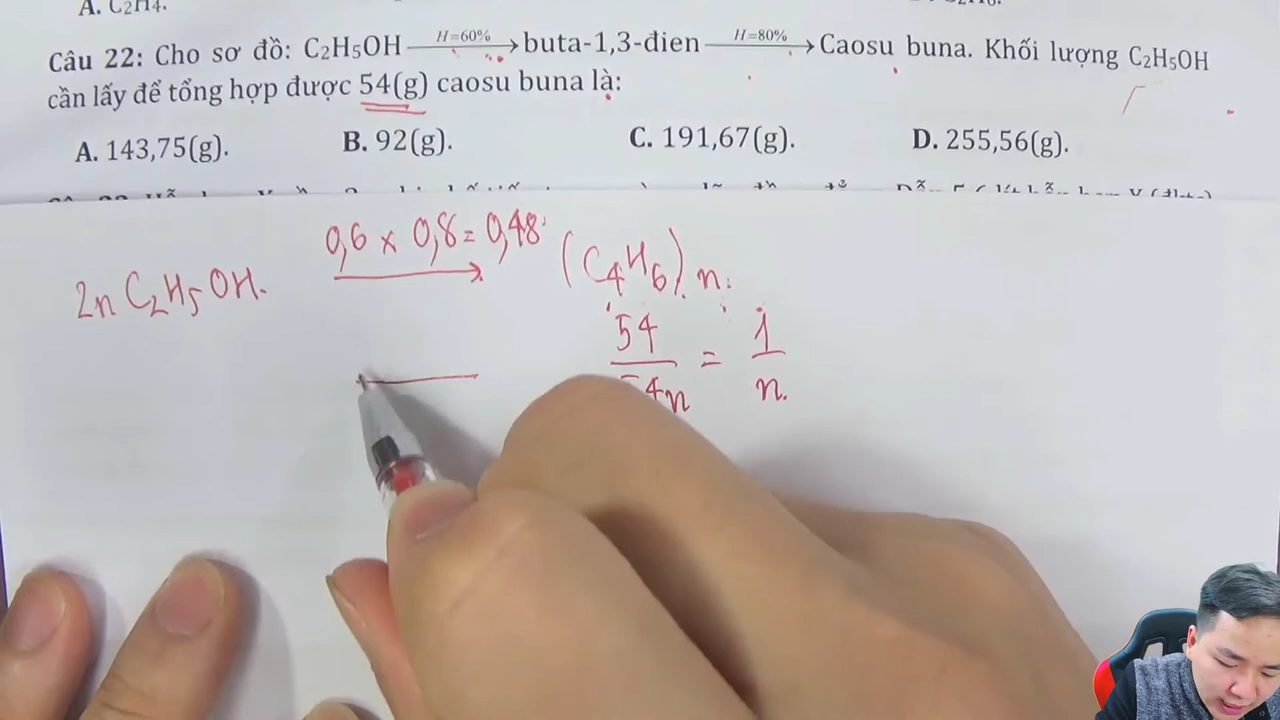 A. C₂H₄.
Câu 22: Cho sơ đồ: C₂H₅OH H=60% → buta-1,3-đien H=80% → Caosu buna. Khối lượng C₂H₅OH
cần lấy để tổng hợp được 54(g) caosu buna là:
A. 143,75(g). B. 92(g). C. 191,67(g). D. 255,56(g).
0,6 x 0,8 = 0,48
2n C₂H₅OH. → (C₄H₆)n
54/54n = 1/n